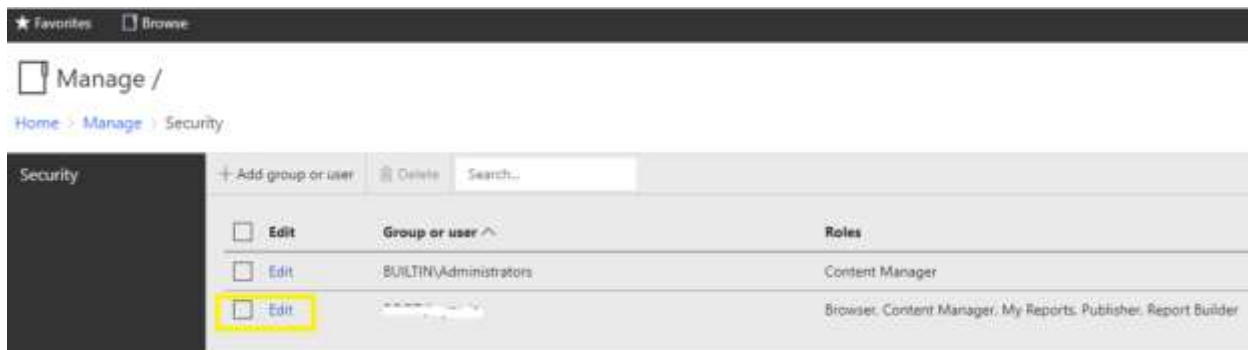 Favorites Browse
Manage /
Home > Manage > Security
Security + Add group or user Delete Search...
Edit Group or user Roles
Edit BUILTIN\Administrators Content Manager
Edit Browser, Content Manager, My Reports, Publisher, Report Builder